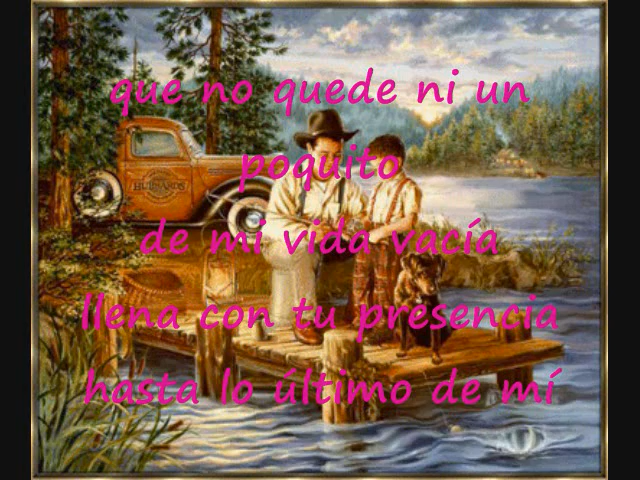 que no quede ni un
poquito
de mi vida vacía
llena con tu presencia
hasta lo último de mí
HUBBARDS